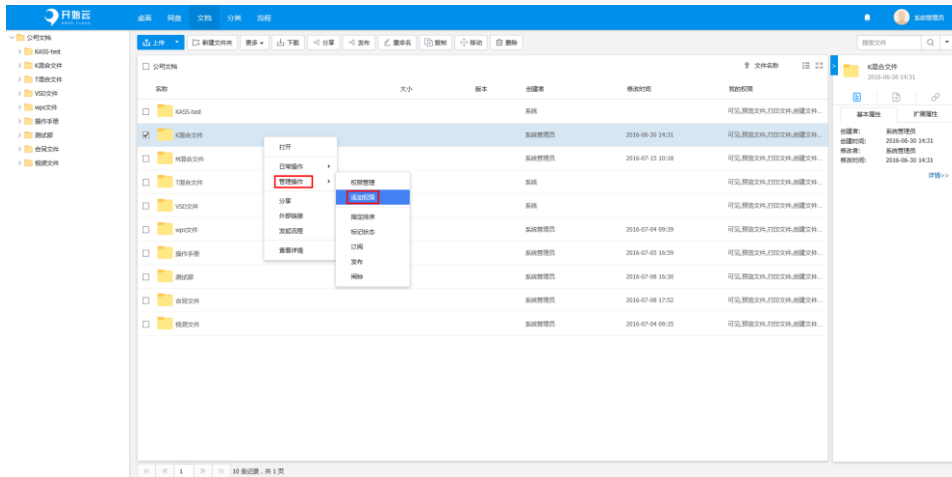 开始云
桌面 网盘 文档 分类 流程
系统管理员
公司文档
KASS-test
K混合文件
T混合文件
VSD文件
wps文件
操作手册
测试部
合同文件
视频文件
上传 新建文件夹 更多 下载 分享 发布 重命名 复制 移动 删除
搜索文件
公司文档 文件名称
名称 大小 版本 创建者 修改时间 我的权限
KASS-test 系统 可见,预览文件,打印文件,创建文件...
K混合文件 系统管理员 2016-06-30 14:31 可见,预览文件,打印文件,创建文件...
M混合文件 系统管理员 2016-07-15 10:38 可见,预览文件,打印文件,创建文件...
T混合文件 系统 可见,预览文件,打印文件,创建文件...
VSD文件 系统 可见,预览文件,打印文件,创建文件...
wps文件 系统管理员 2016-07-04 09:39 可见,预览文件,打印文件,创建文件...
操作手册 系统管理员 2016-07-05 16:59 可见,预览文件,打印文件,创建文件...
测试部 系统管理员 2016-07-08 16:30 可见,预览文件,打印文件,创建文件...
合同文件 系统管理员 2016-07-08 17:52 可见,预览文件,打印文件,创建文件...
视频文件 系统管理员 2016-07-04 09:35 可见,预览文件,打印文件,创建文件...
打开
日常操作
管理操作
分享
外部链接
发起流程
查看详情
权限管理
添加权限
指定排序
标记状态
订阅
发布
闹钟
K混合文件
2016-06-30 14:31
基本属性 扩展属性
创建者: 系统管理员
创建时间: 2016-06-30 14:31
修改者: 系统管理员
修改时间: 2016-06-30 14:31
详情>>
1 10 条记录，共 1 页